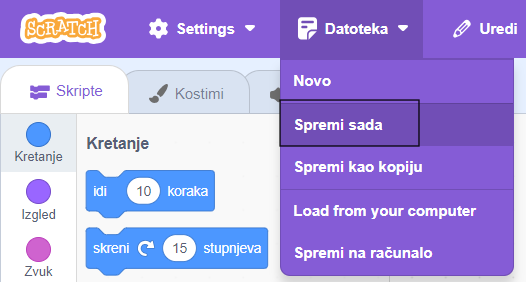 SCRATCH
Settings
Datoteka
Uredi
Skripte
Kostimi
Novo
Spremi sada
Spremi kao kopiju
Load from your computer
Spremi na računalo
Kretanje
Izgled
Zvuk
Kretanje
idi 10 koraka
skreni 15 stupnjeva